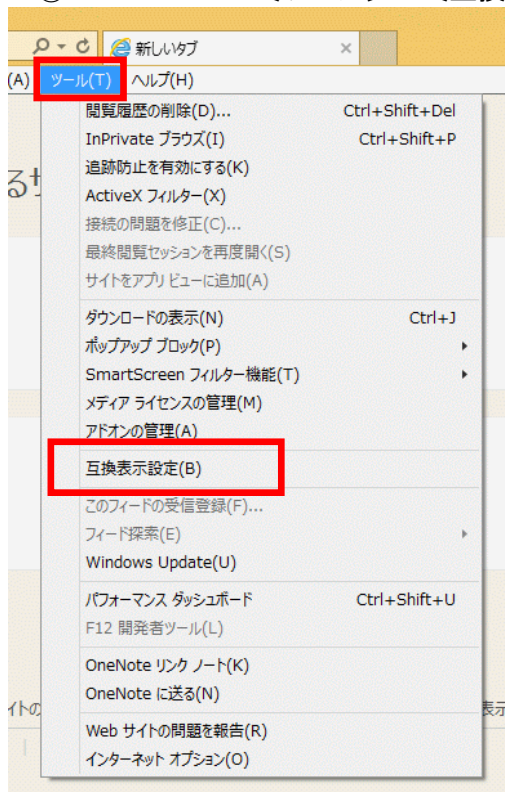 新しいタブ
(A) ツール(T) ヘルプ(H)
閲覧履歴の削除(D)... Ctrl+Shift+Del
InPrivate ブラウズ(I) Ctrl+Shift+P
追跡防止を有効にする(K)
ActiveX フィルター(X)
接続の問題を修正(C)...
最終閲覧セッションを再度開く(S)
サイトをアプリ ビューに追加(A)
ダウンロードの表示(N) Ctrl+J
ポップアップ ブロック(P)
SmartScreen フィルター機能(T)
メディア ライセンスの管理(M)
アドオンの管理(A)
互換表示設定(B)
このフィードの受信登録(F)...
フィード探索(E)
Windows Update(U)
パフォーマンス ダッシュボード Ctrl+Shift+U
F12 開発者ツール(L)
OneNote リンク ノート(K)
OneNote に送る(N)
イトの
表示
Web サイトの問題を報告(R)
インターネット オプション(O)